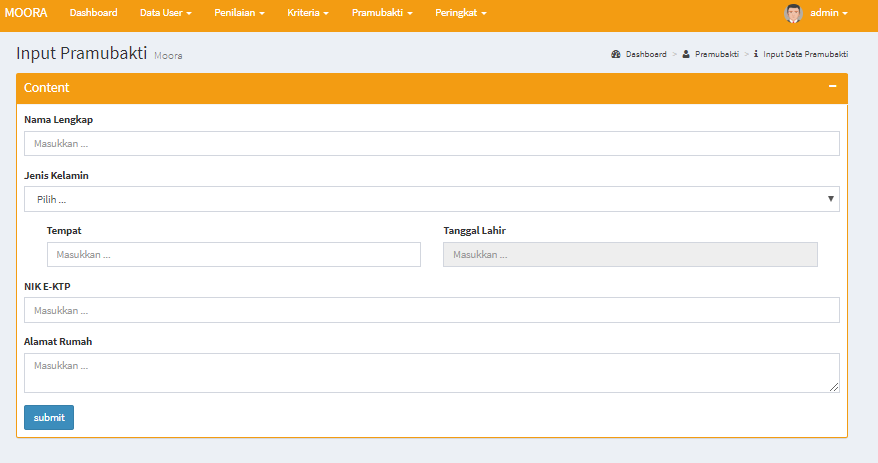 MOORA Dashboard Data User Penilaian Kriteria Pramubakti Peringkat admin
Input Pramubakti Moora Dashboard > Pramubakti > Input Data Pramubakti
Content
Nama Lengkap
Masukkan ...
Jenis Kelamin
Pilih ...
Tempat Tanggal Lahir
Masukkan ... Masukkan ...
NIK E-KTP
Masukkan ...
Alamat Rumah
Masukkan ...
submit